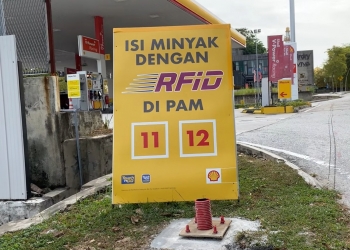 ISI MINYAK
DENGAN
RFiD
DI PAM
11 12